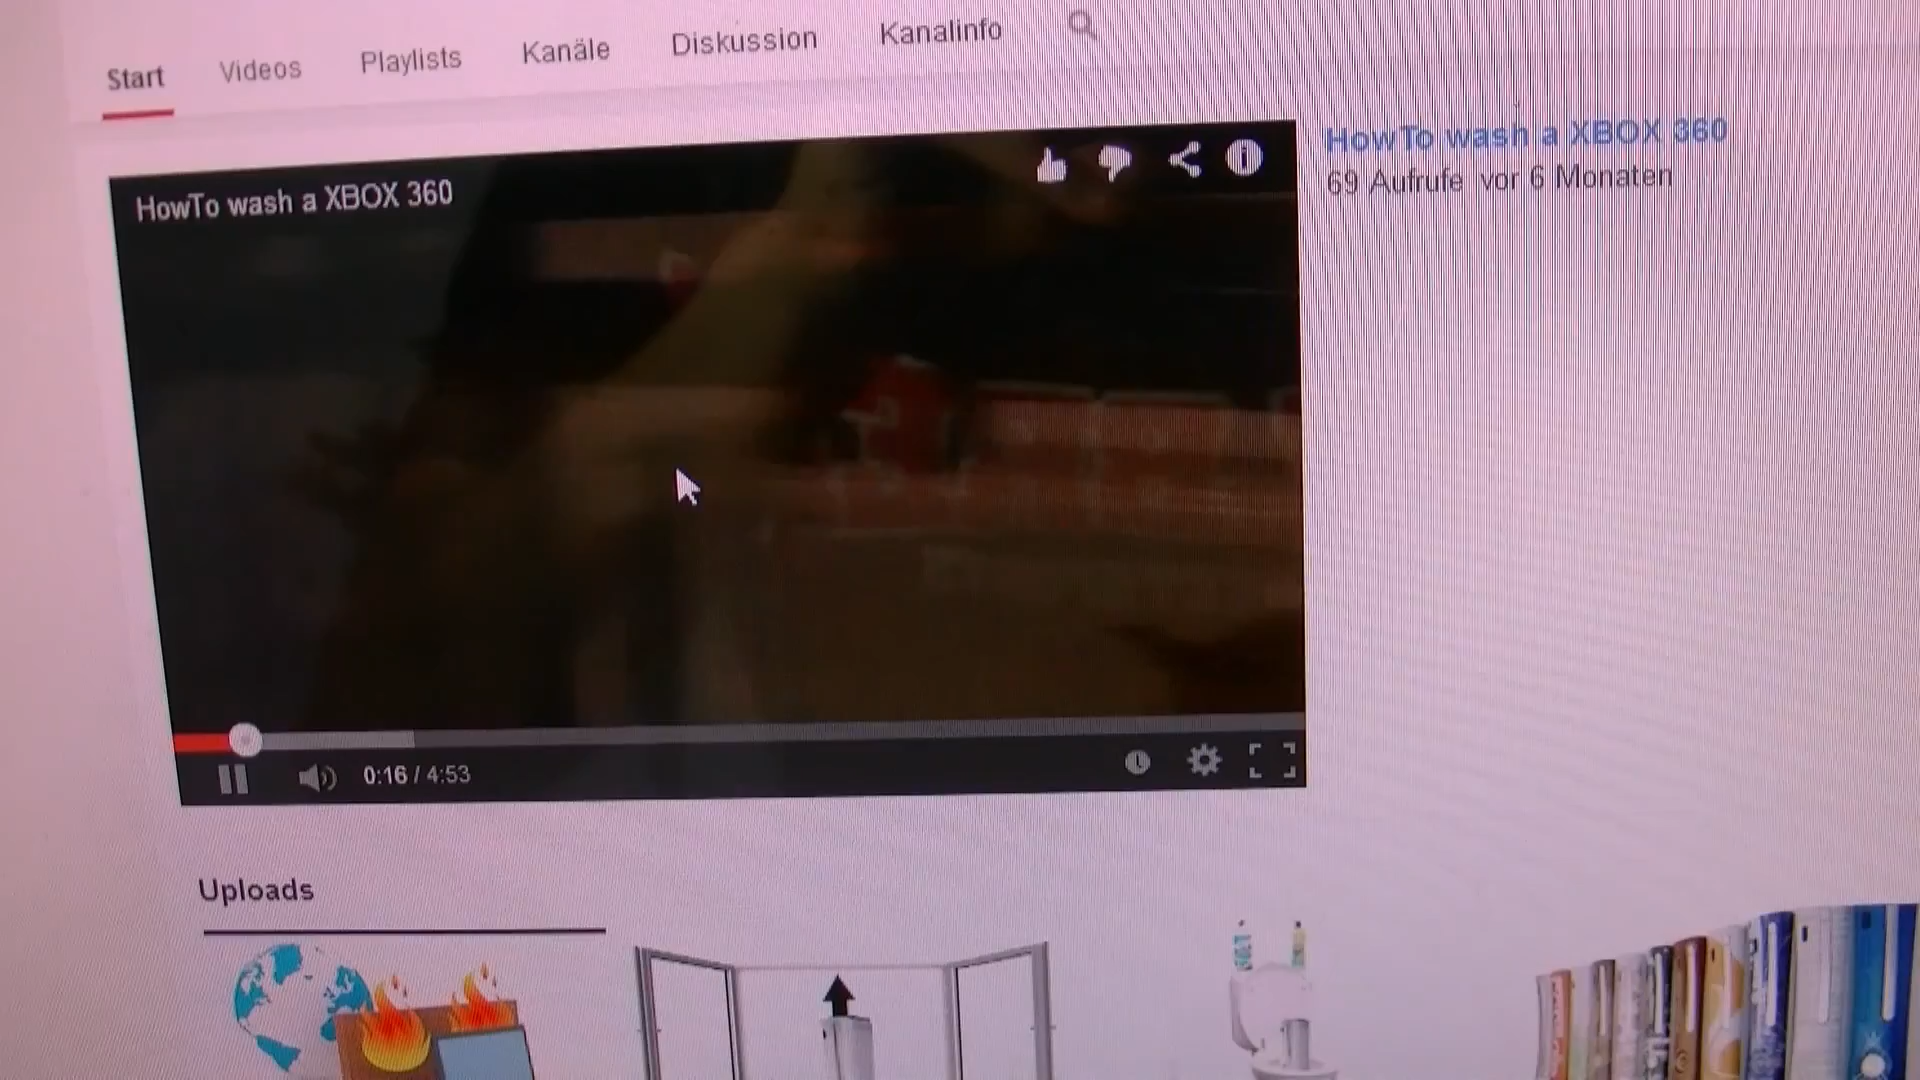 Start Videos Playlists Kanäle Diskussion Kanalinfo
HowTo wash a XBOX 360
HowTo wash a XBOX 360
69 Aufrufe vor 6 Monaten
0:16 / 4:53
Uploads